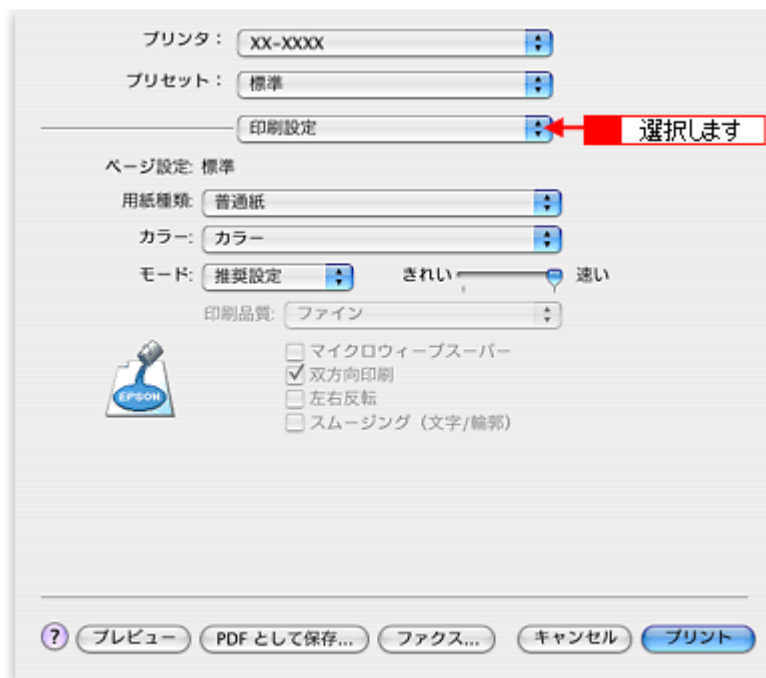 プリンタ： XX-XXXX
プリセット： 標準
印刷設定 選択します
ページ設定: 標準
用紙種類: 普通紙
カラー: カラー
モード: 推奨設定 きれい 速い
印刷品質: ファイン
マイクロウィーブスーパー
双方向印刷
左右反転
スムージング（文字/輪郭）
EPSON
? プレビュー PDF として保存... ファクス... キャンセル プリント